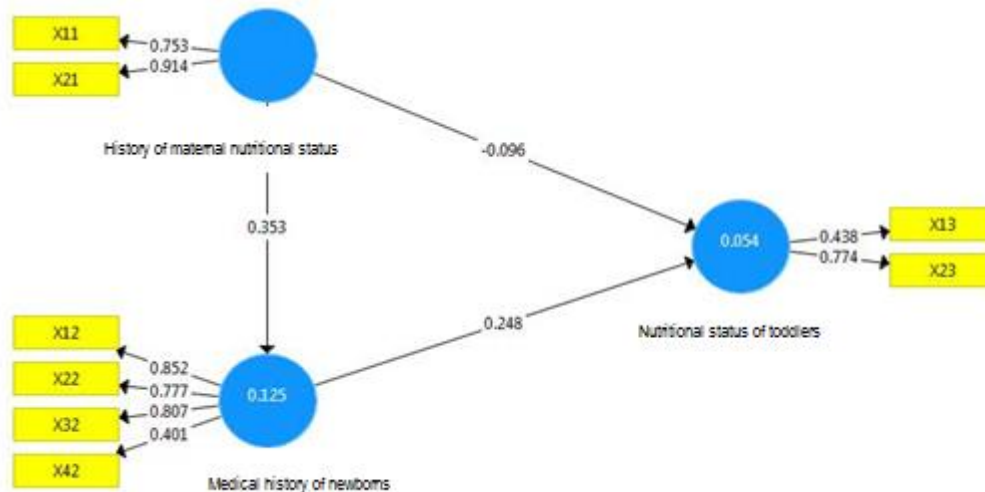 X11
0.753
0.914
X21
History of maternal nutritional status
-0.096
0.353
0.054
0.438
X13
0.774
X23
Nutritional status of toddlers
0.248
X12
0.852
X22
0.777
0.125
0.807
X32
0.401
X42
Medical history of newborns